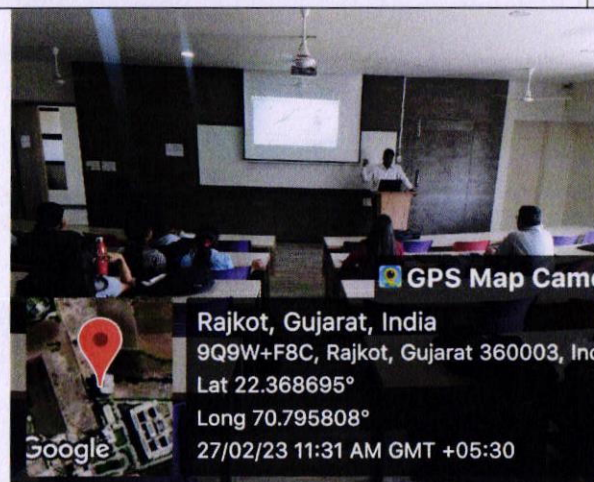 GPS Map Came
Rajkot, Gujarat, India
9Q9W+F8C, Rajkot, Gujarat 360003, Ind
Lat 22.368695°
Long 70.795808°
27/02/23 11:31 AM GMT +05:30
Google